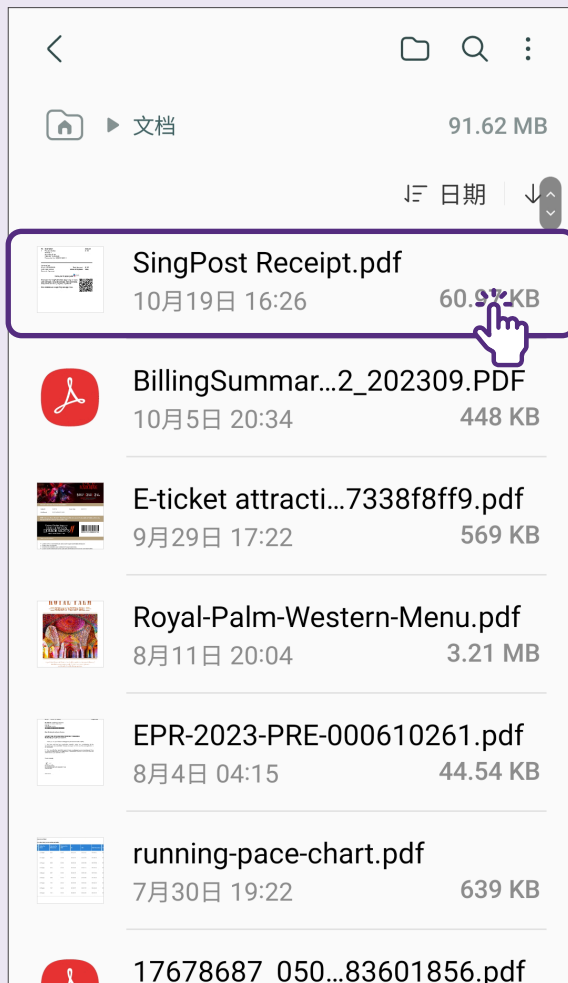 文档
91.62 MB
日期
SingPost Receipt.pdf
10月19日 16:26
KB
BillingSummar...2_202309.PDF
10月5日 20:34
448 KB
E-ticket attracti...7338f8ff9.pdf
9月29日 17:22
569 KB
Royal-Palm-Western-Menu.pdf
8月11日 20:04
3.21 MB
EPR-2023-PRE-000610261.pdf
8月4日 04:15
44.54 KB
running-pace-chart.pdf
7月30日 19:22
639 KB
17678687_050...83601856.pdf